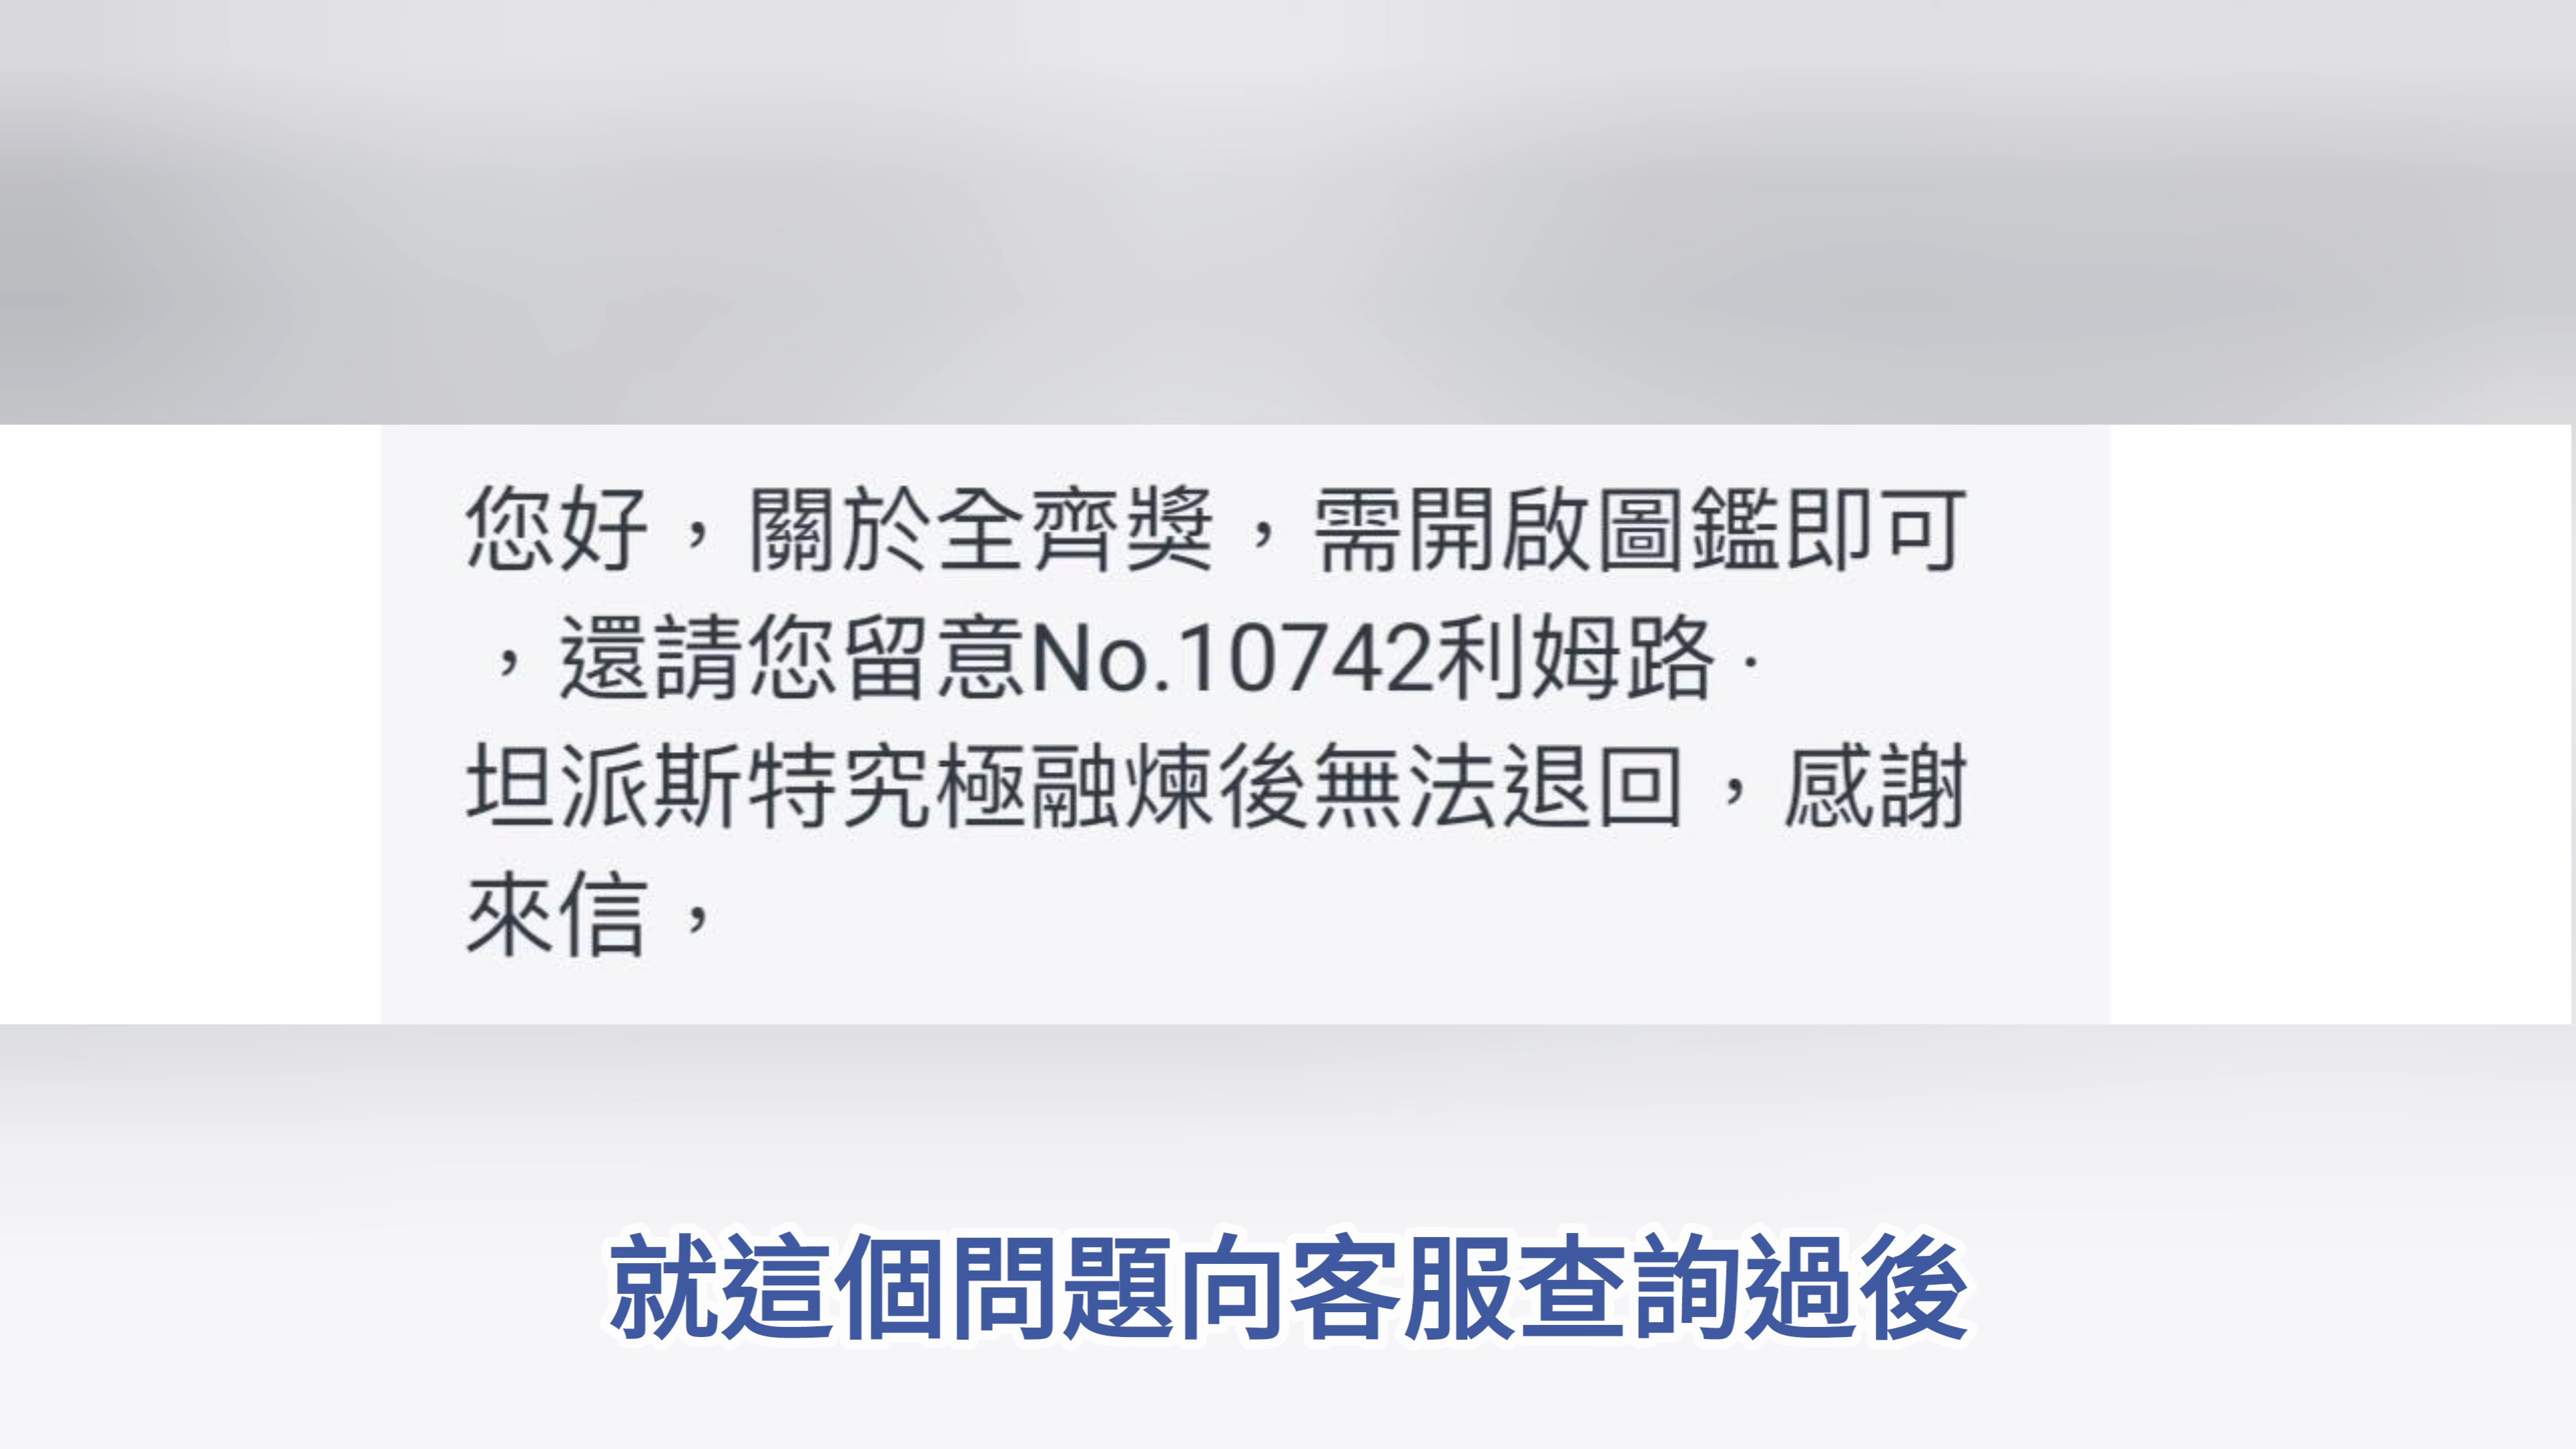 您好，關於全齊獎，需開啟圖鑑即可
，還請您留意No.10742利姆路 ·
坦派斯特究極融煉後無法退回，感謝
來信，
就這個問題向客服查詢過後